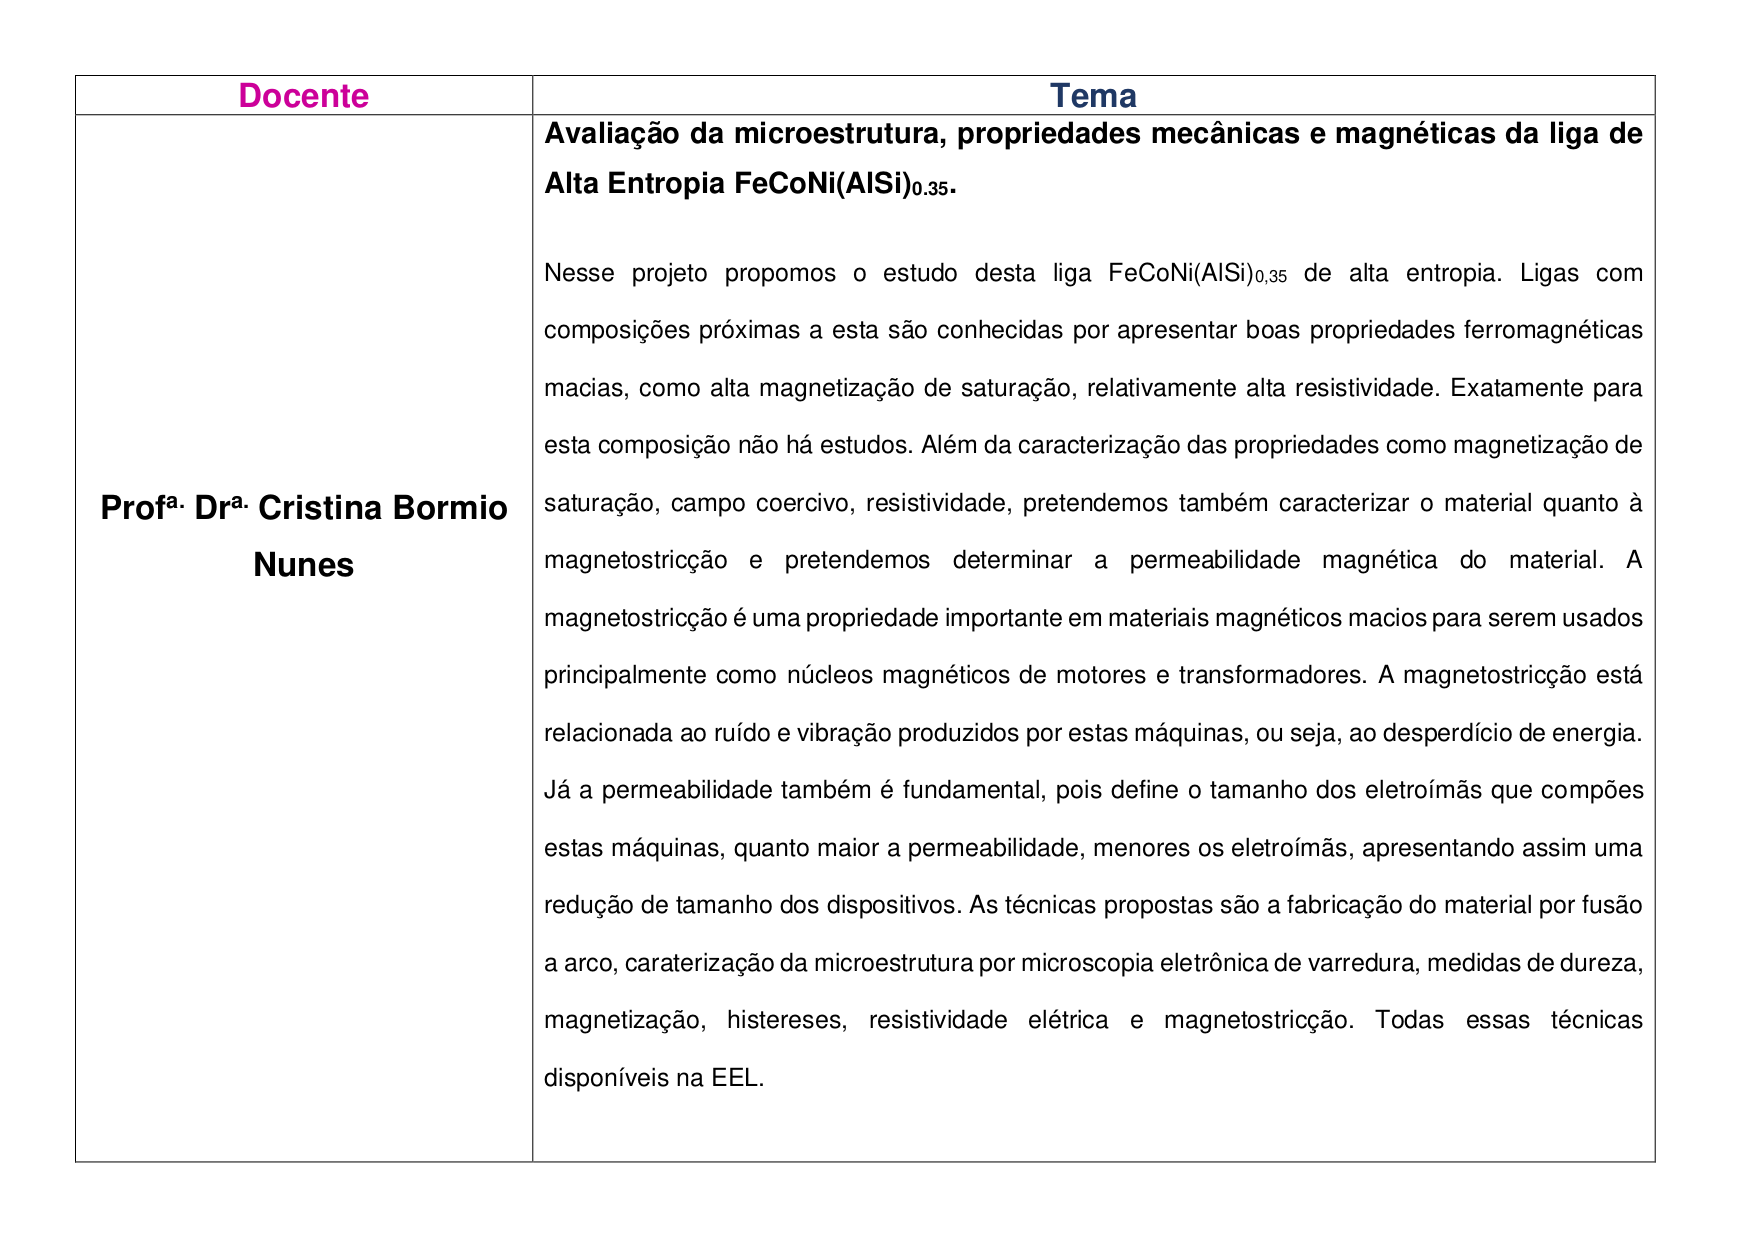 Docente
Tema
Profª. Drª. Cristina Bormio
Nunes
Avaliação da microestrutura, propriedades mecânicas e magnéticas da liga de
Alta Entropia FeCoNi(AlSi)0.35.
Nesse projeto propomos o estudo desta liga FeCoNi(AlSi)0,35 de alta entropia. Ligas com
composições próximas a esta são conhecidas por apresentar boas propriedades ferromagnéticas
macias, como alta magnetização de saturação, relativamente alta resistividade. Exatamente para
esta composição não há estudos. Além da caracterização das propriedades como magnetização de
saturação, campo coercivo, resistividade, pretendemos também caracterizar o material quanto à
magnetostricção e pretendemos determinar a permeabilidade magnética do material. A
magnetostricção é uma propriedade importante em materiais magnéticos macios para serem usados
principalmente como núcleos magnéticos de motores e transformadores. A magnetostricção está
relacionada ao ruído e vibração produzidos por estas máquinas, ou seja, ao desperdício de energia.
Já a permeabilidade também é fundamental, pois define o tamanho dos eletroímãs que compões
estas máquinas, quanto maior a permeabilidade, menores os eletroímãs, apresentando assim uma
redução de tamanho dos dispositivos. As técnicas propostas são a fabricação do material por fusão
a arco, caraterização da microestrutura por microscopia eletrônica de varredura, medidas de dureza,
magnetização, histereses, resistividade elétrica e magnetostricção. Todas essas técnicas
disponíveis na EEL.